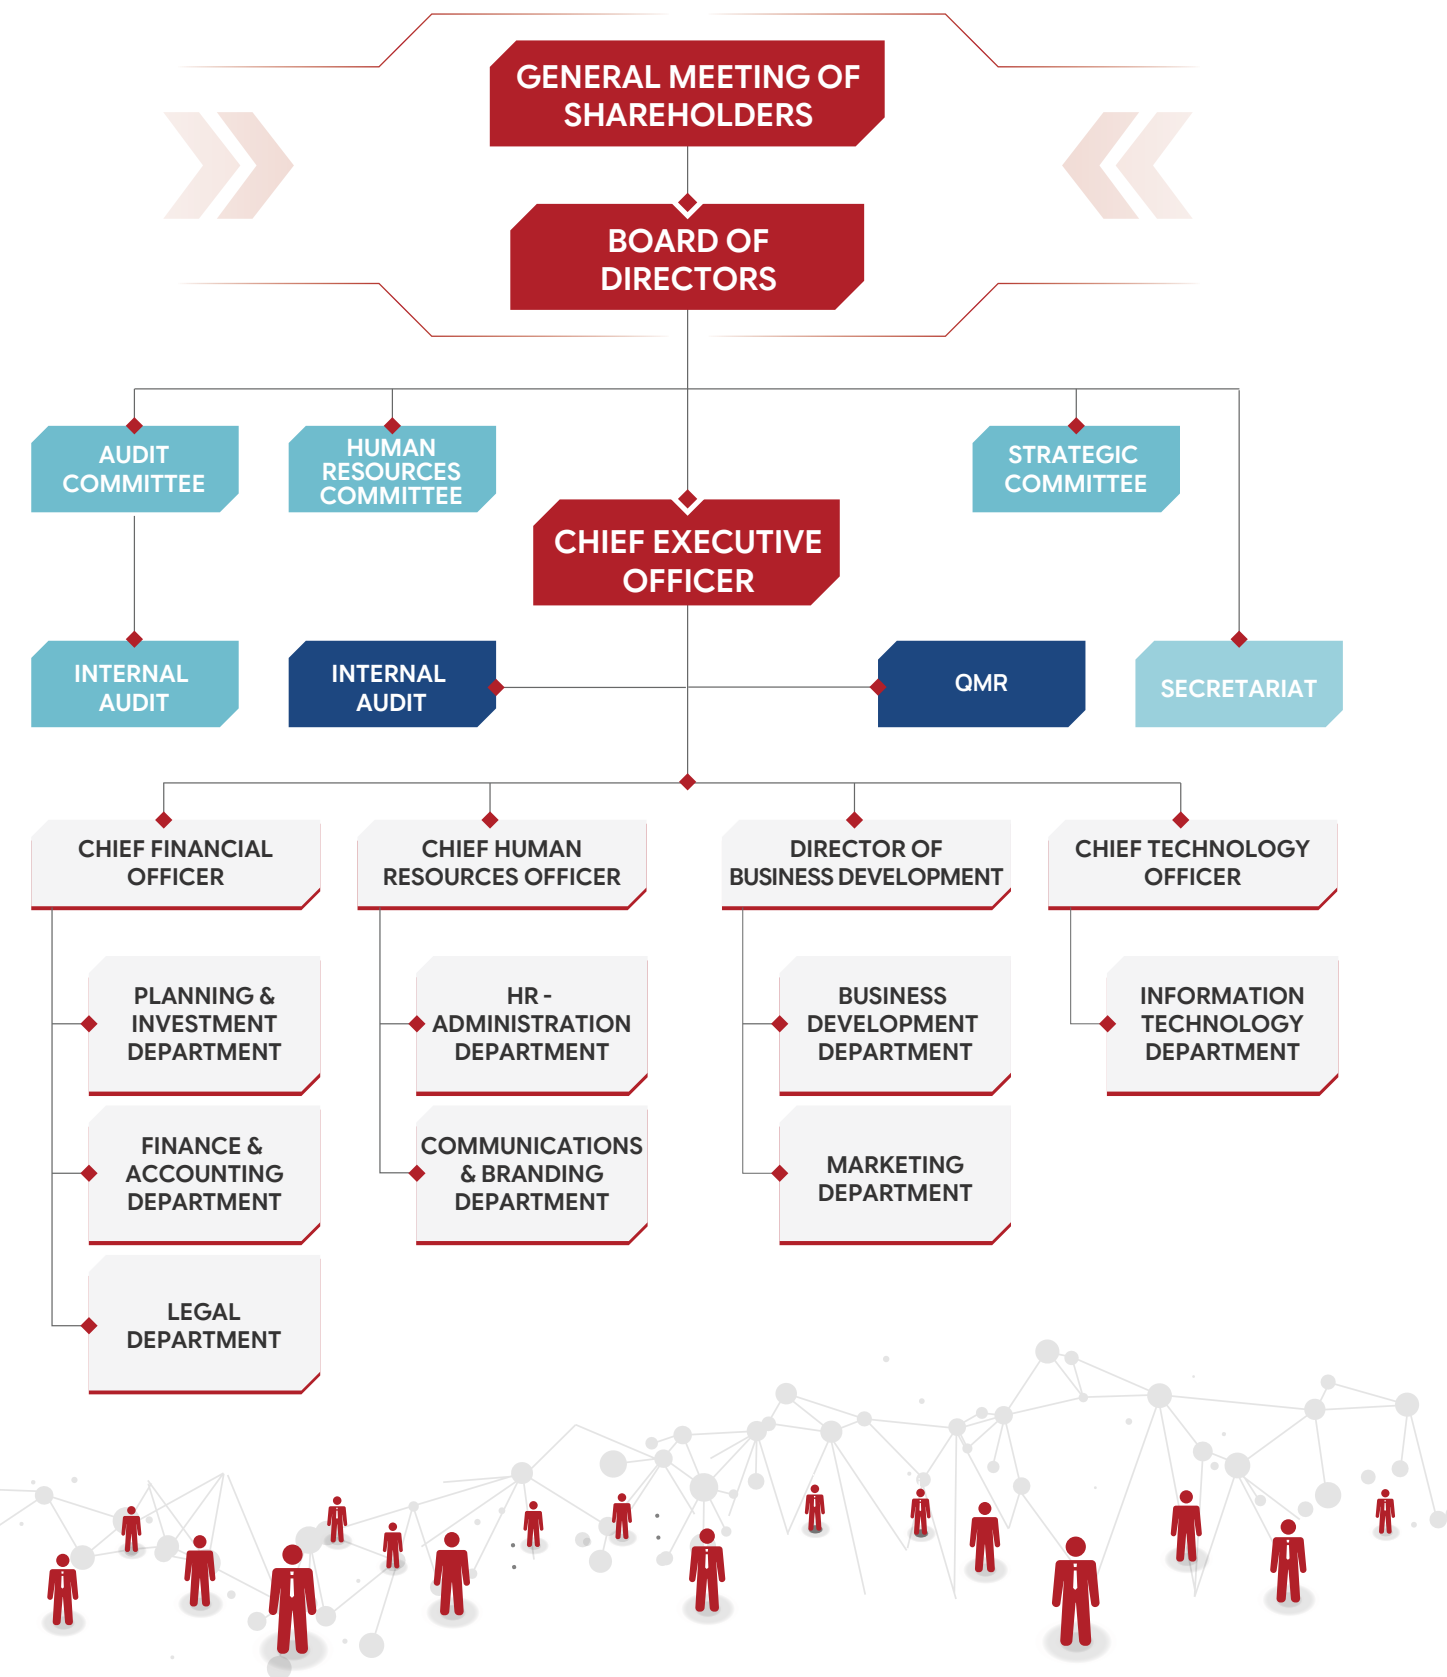 GENERAL MEETING OF
SHAREHOLDERS
BOARD OF
DIRECTORS
AUDIT
COMMITTEE
HUMAN
RESOURCES
COMMITTEE
STRATEGIC
COMMITTEE
CHIEF EXECUTIVE
OFFICER
INTERNAL
AUDIT
INTERNAL
AUDIT
QMR
SECRETARIAT
CHIEF FINANCIAL
OFFICER
CHIEF HUMAN
RESOURCES OFFICER
DIRECTOR OF
BUSINESS DEVELOPMENT
CHIEF TECHNOLOGY
OFFICER
PLANNING &
INVESTMENT
DEPARTMENT
HR -
ADMINISTRATION
DEPARTMENT
BUSINESS
DEVELOPMENT
DEPARTMENT
INFORMATION
TECHNOLOGY
DEPARTMENT
FINANCE &
ACCOUNTING
DEPARTMENT
COMMUNICATIONS
& BRANDING
DEPARTMENT
MARKETING
DEPARTMENT
LEGAL
DEPARTMENT